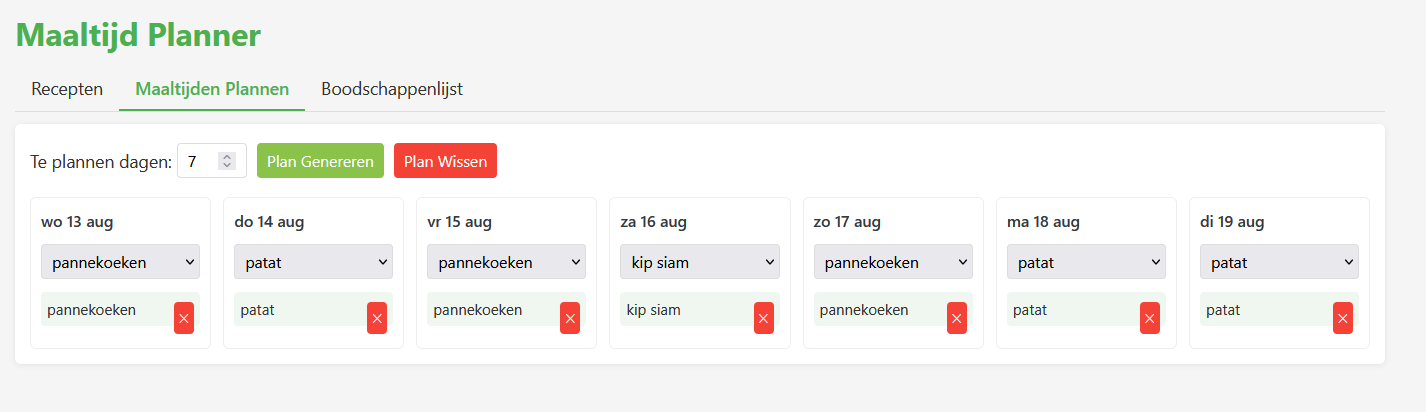 Maaltijd Planner
Recepten Maaltijden Plannen Boodschappenlijst
Te plannen dagen: 7 Plan Genereren Plan Wissen
wo 13 aug do 14 aug vr 15 aug za 16 aug zo 17 aug ma 18 aug di 19 aug
pannekoeken patat pannekoeken kip siam pannekoeken patat patat
pannekoeken × patat × pannekoeken × kip siam × pannekoeken × patat × patat ×